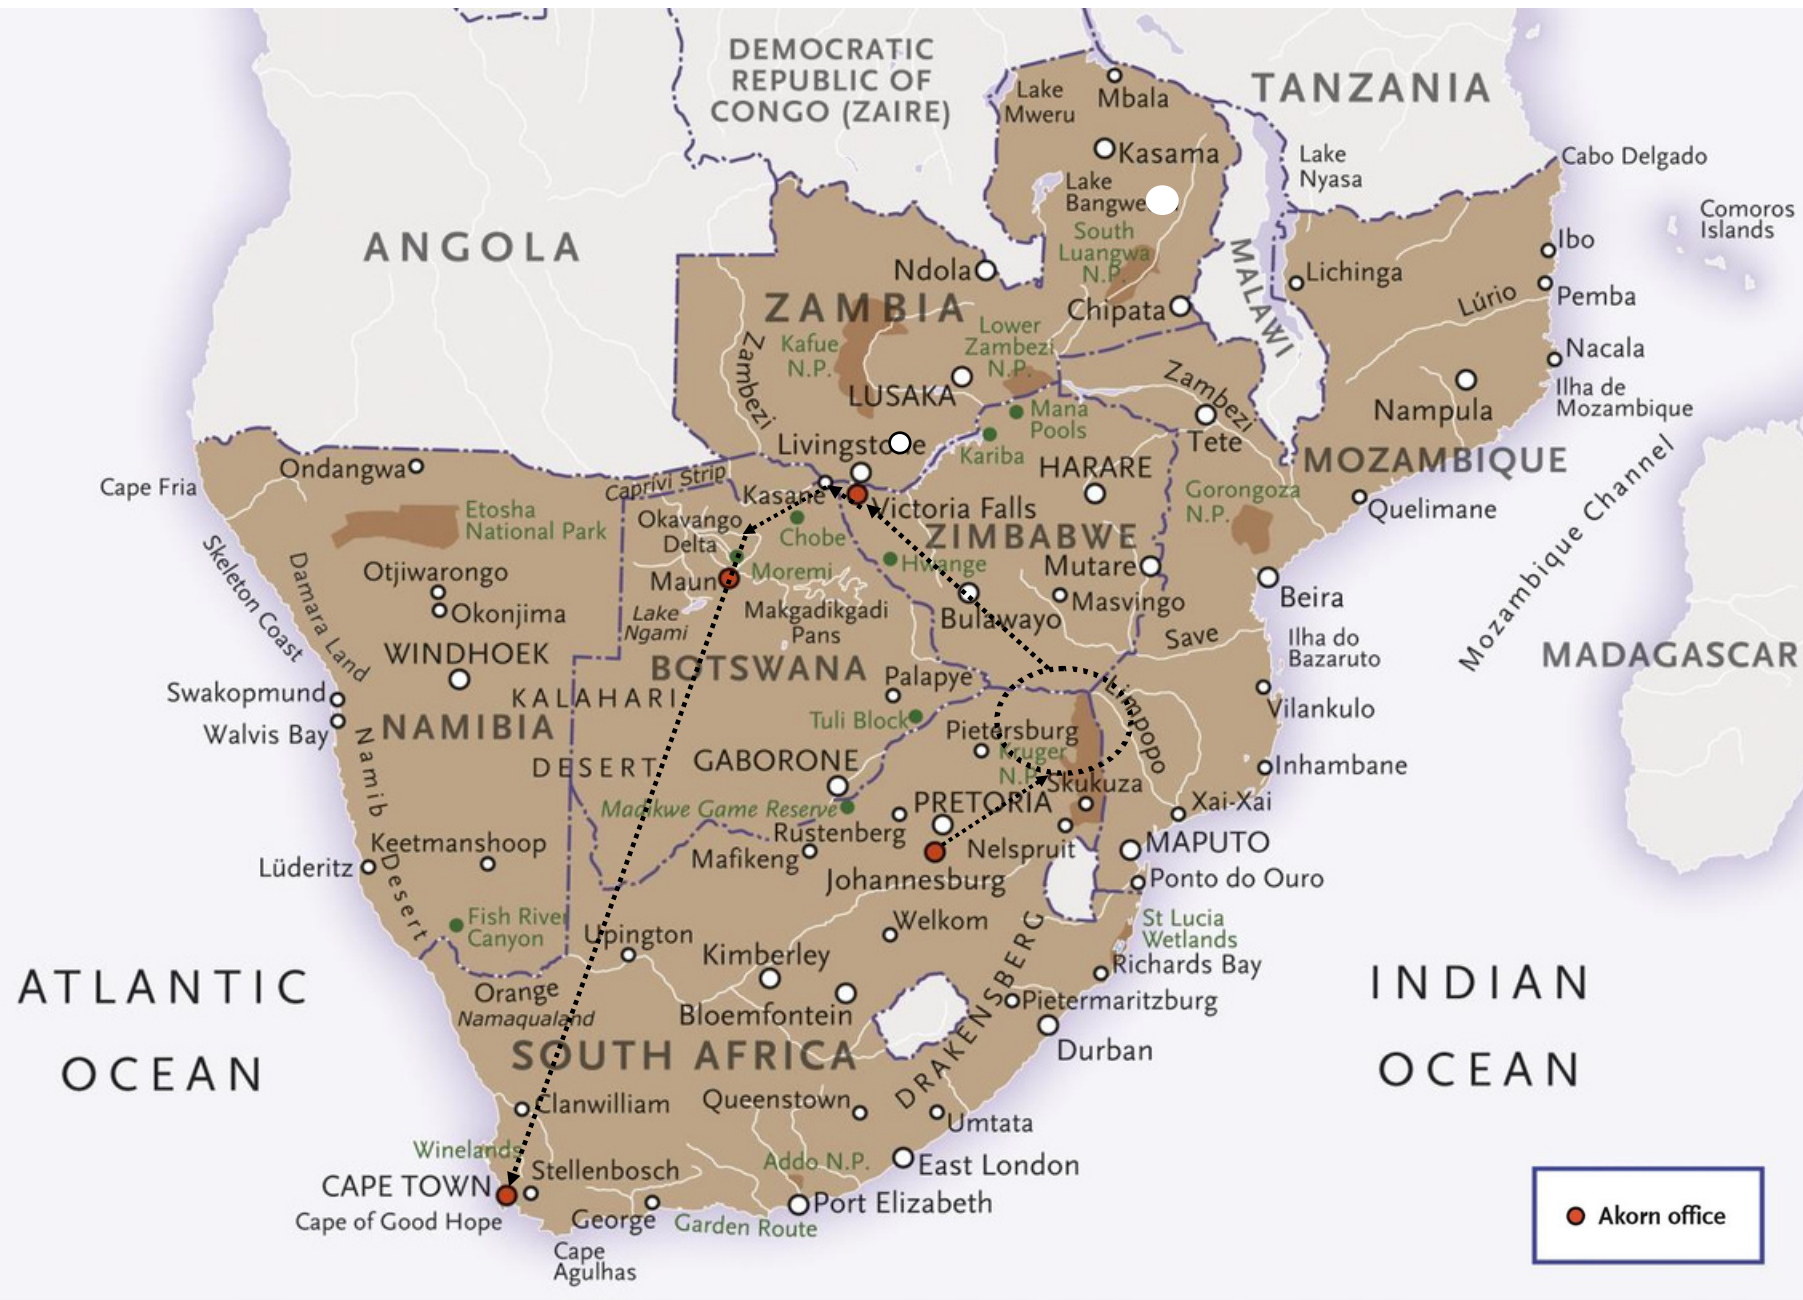 DEMOCRATIC
REPUBLIC OF
CONGO (ZAIRE)
TANZANIA
Lake
Mweru
Mbala
Kasama
Lake
Nyasa
Cabo Delgado
Lake
Bangwe
Comoros
Islands
ANGOLA
South
Luangwa
N.P.
MALAWI
Ibo
Ndola
Lichinga
Pemba
ZAMBIA
Chipata
Lúrio
Zambezi
Kafue
N.P.
Lower
Zambezi
N.P.
Nacala
LUSAKA
Zambezi
Ilha de
Mozambique
Nampula
Mana
Pools
Tete
Livingstone
Kariba
HARARE
MOZAMBIQUE
Mozambique Channel
Ondangwa
Cape Fria
Caprivi Strip
Kasane
Gorongoza
N.P.
Etosha
National Park
Okavango
Delta
Victoria Falls
Quelimane
Chobe
ZIMBABWE
Skeleton Coast
Damara Land
Otjiwarongo
Maun
Moremi
Hwange
Mutare
Okonjima
Lake
Ngami
Makgadikgadi
Pans
Bulawayo
Masvingo
Beira
WINDHOEK
Save
Ilha do
Bazaruto
MADAGASCAR
BOTSWANA
Palapye
Swakopmund
KALAHARI
Limpopo
Vilankulo
Walvis Bay
NAMIBIA
Tuli Block
Pietersburg
Namib
Desert
DESERT
GABORONE
Kruger
N.P.
Skukuza
Inhambane
Madikwe Game Reserve
PRETORIA
Xai-Xai
Keetmanshoop
Rustenberg
Lüderitz
Mafikeng
Nelspruit
MAPUTO
Johannesburg
Ponto do Ouro
Fish River
Canyon
Upington
Welkom
St Lucia
Wetlands
Kimberley
Richards Bay
ATLANTIC
OCEAN
INDIAN
OCEAN
Orange
Namaqualand
Bloemfontein
Pietermaritzburg
DRAKENSBERG
SOUTH AFRICA
Durban
Clanwilliam
Queenstown
Umtata
Winelands
Stellenbosch
Addo N.P.
East London
CAPE TOWN
Cape of Good Hope
George
Garden Route
Port Elizabeth
Cape
Agulhas
Akorn office